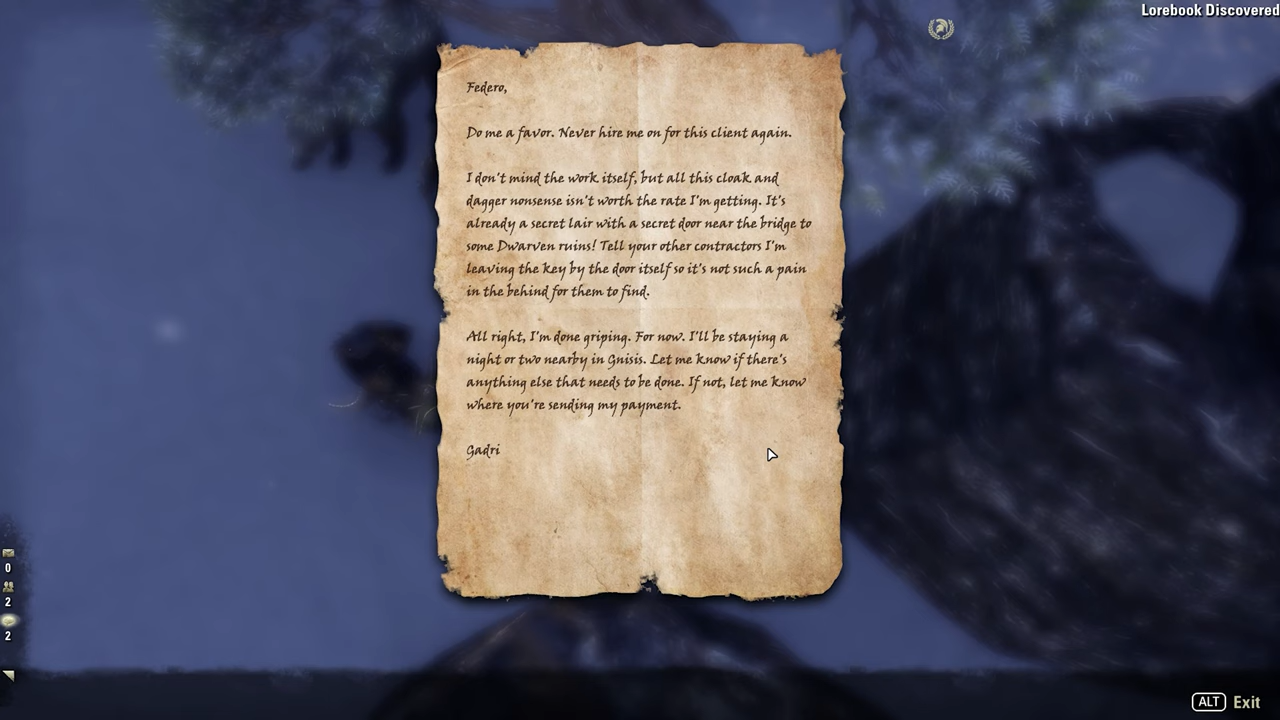 Lorebook Discovered
Federo,
Do me a favor. Never hire me on for this client again.
I don't mind the work itself, but all this cloak and
dagger nonsense isn't worth the rate I'm getting. It's
already a secret lair with a secret door near the bridge to
some Dwarven ruins! Tell your other contractors I'm
leaving the key by the door itself so it's not such a pain
in the behind for them to find.
All right, I'm done griping. For now. I'll be staying a
night or two nearby in Gnisis. Let me know if there's
anything else that needs to be done. If not, let me know
where you're sending my payment.
Gadri
0
2
2
ALT Exit